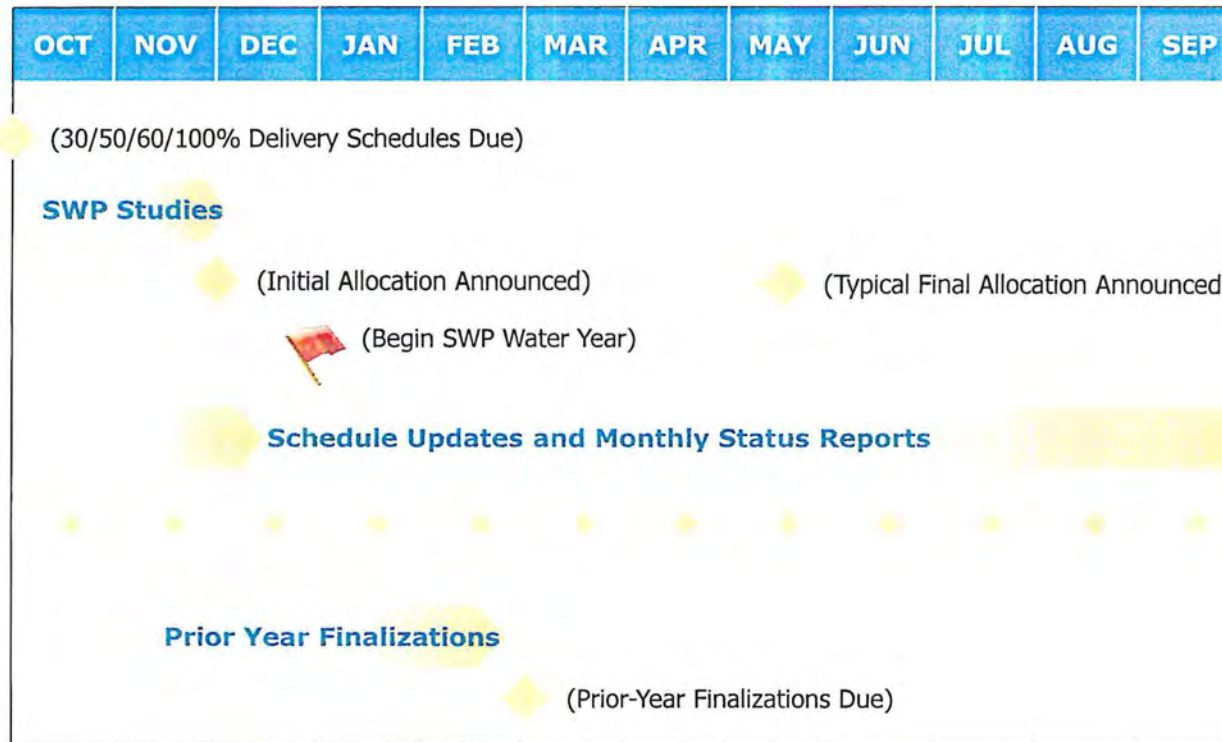 OCT NOV DEC JAN FEB MAR APR MAY JUN JUL AUG SEP
(30/50/60/100% Delivery Schedules Due)
SWP Studies
(Initial Allocation Announced) (Typical Final Allocation Announced
(Begin SWP Water Year)
Schedule Updates and Monthly Status Reports
Prior Year Finalizations
(Prior-Year Finalizations Due)